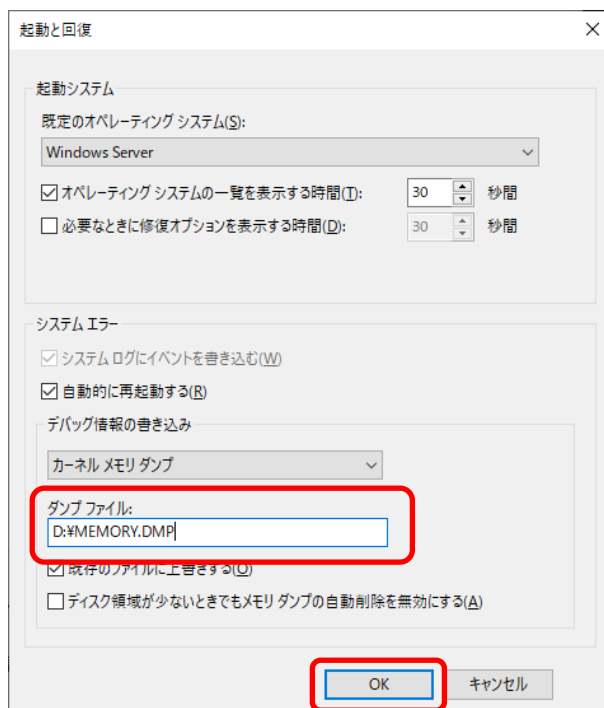 起動と回復
起動システム
既定のオペレーティング システム(S):
Windows Server
オペレーティング システムの一覧を表示する時間(T): 30 秒間
必要なときに修復オプションを表示する時間(D): 30 秒間
システム エラー
システム ログにイベントを書き込む(W)
自動的に再起動する(R)
デバッグ情報の書き込み
カーネル メモリ ダンプ
ダンプ ファイル:
D:¥MEMORY.DMP
既存のファイルに上書きする(O)
ディスク領域が少ないときでもメモリ ダンプの自動削除を無効にする(A)
OK キャンセル